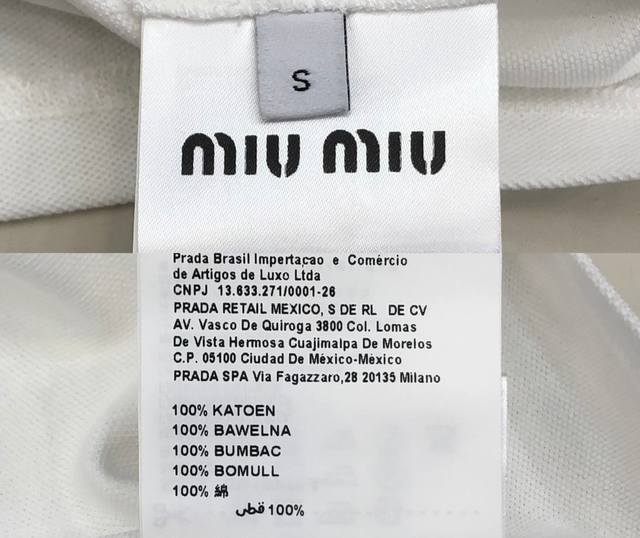 S
miu miu
Prada Brasil Impertaçao e Comércio
de Artigos de Luxo Ltda
CNPJ 13.633.271/0001-26
PRADA RETAIL MEXICO, S DE RL DE CV
AV. Vasco De Quiroga 3800 Col. Lomas
De Vista Hermosa Cuajimalpa De Morelos
C.P. 05100 Ciudad De México-México
PRADA SPA Via Fagazzaro,28 20135 Milano
100% KATOEN
100% BAWELNA
100% BUMBAC
100% BOMULL
100% 綿
100% قطن